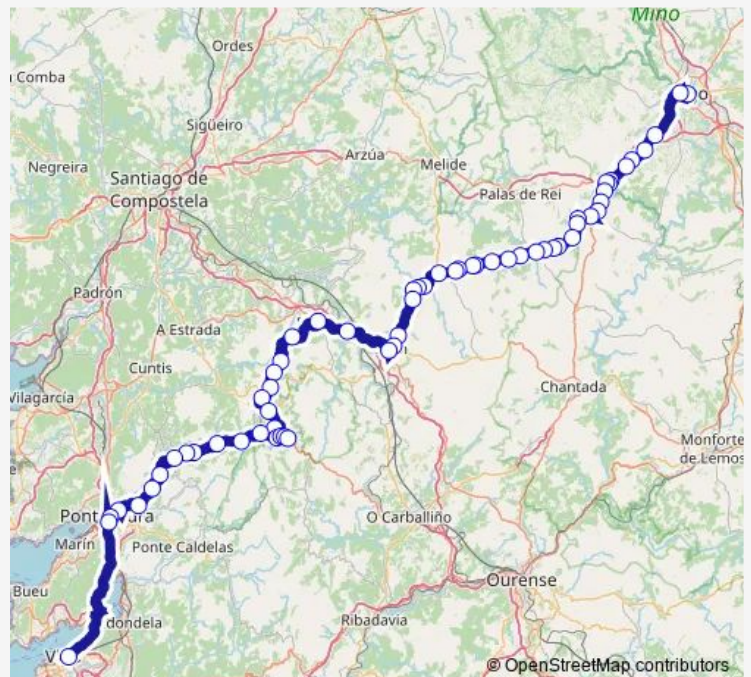 Mino
Ordes
a Comba
Sigüeiro
Arzúa
Melide
Negreira
Santiago de
Compostela
Palas de Rei
Padrón
A Estrada
Cuntis
Vilagarcía
Chantada
Monforte
de Lemos
O Carballiño
Marín
Ponte Caldelas
Ourense
Bueu
dondela
Ribadavia
© OpenStreetMap contributors